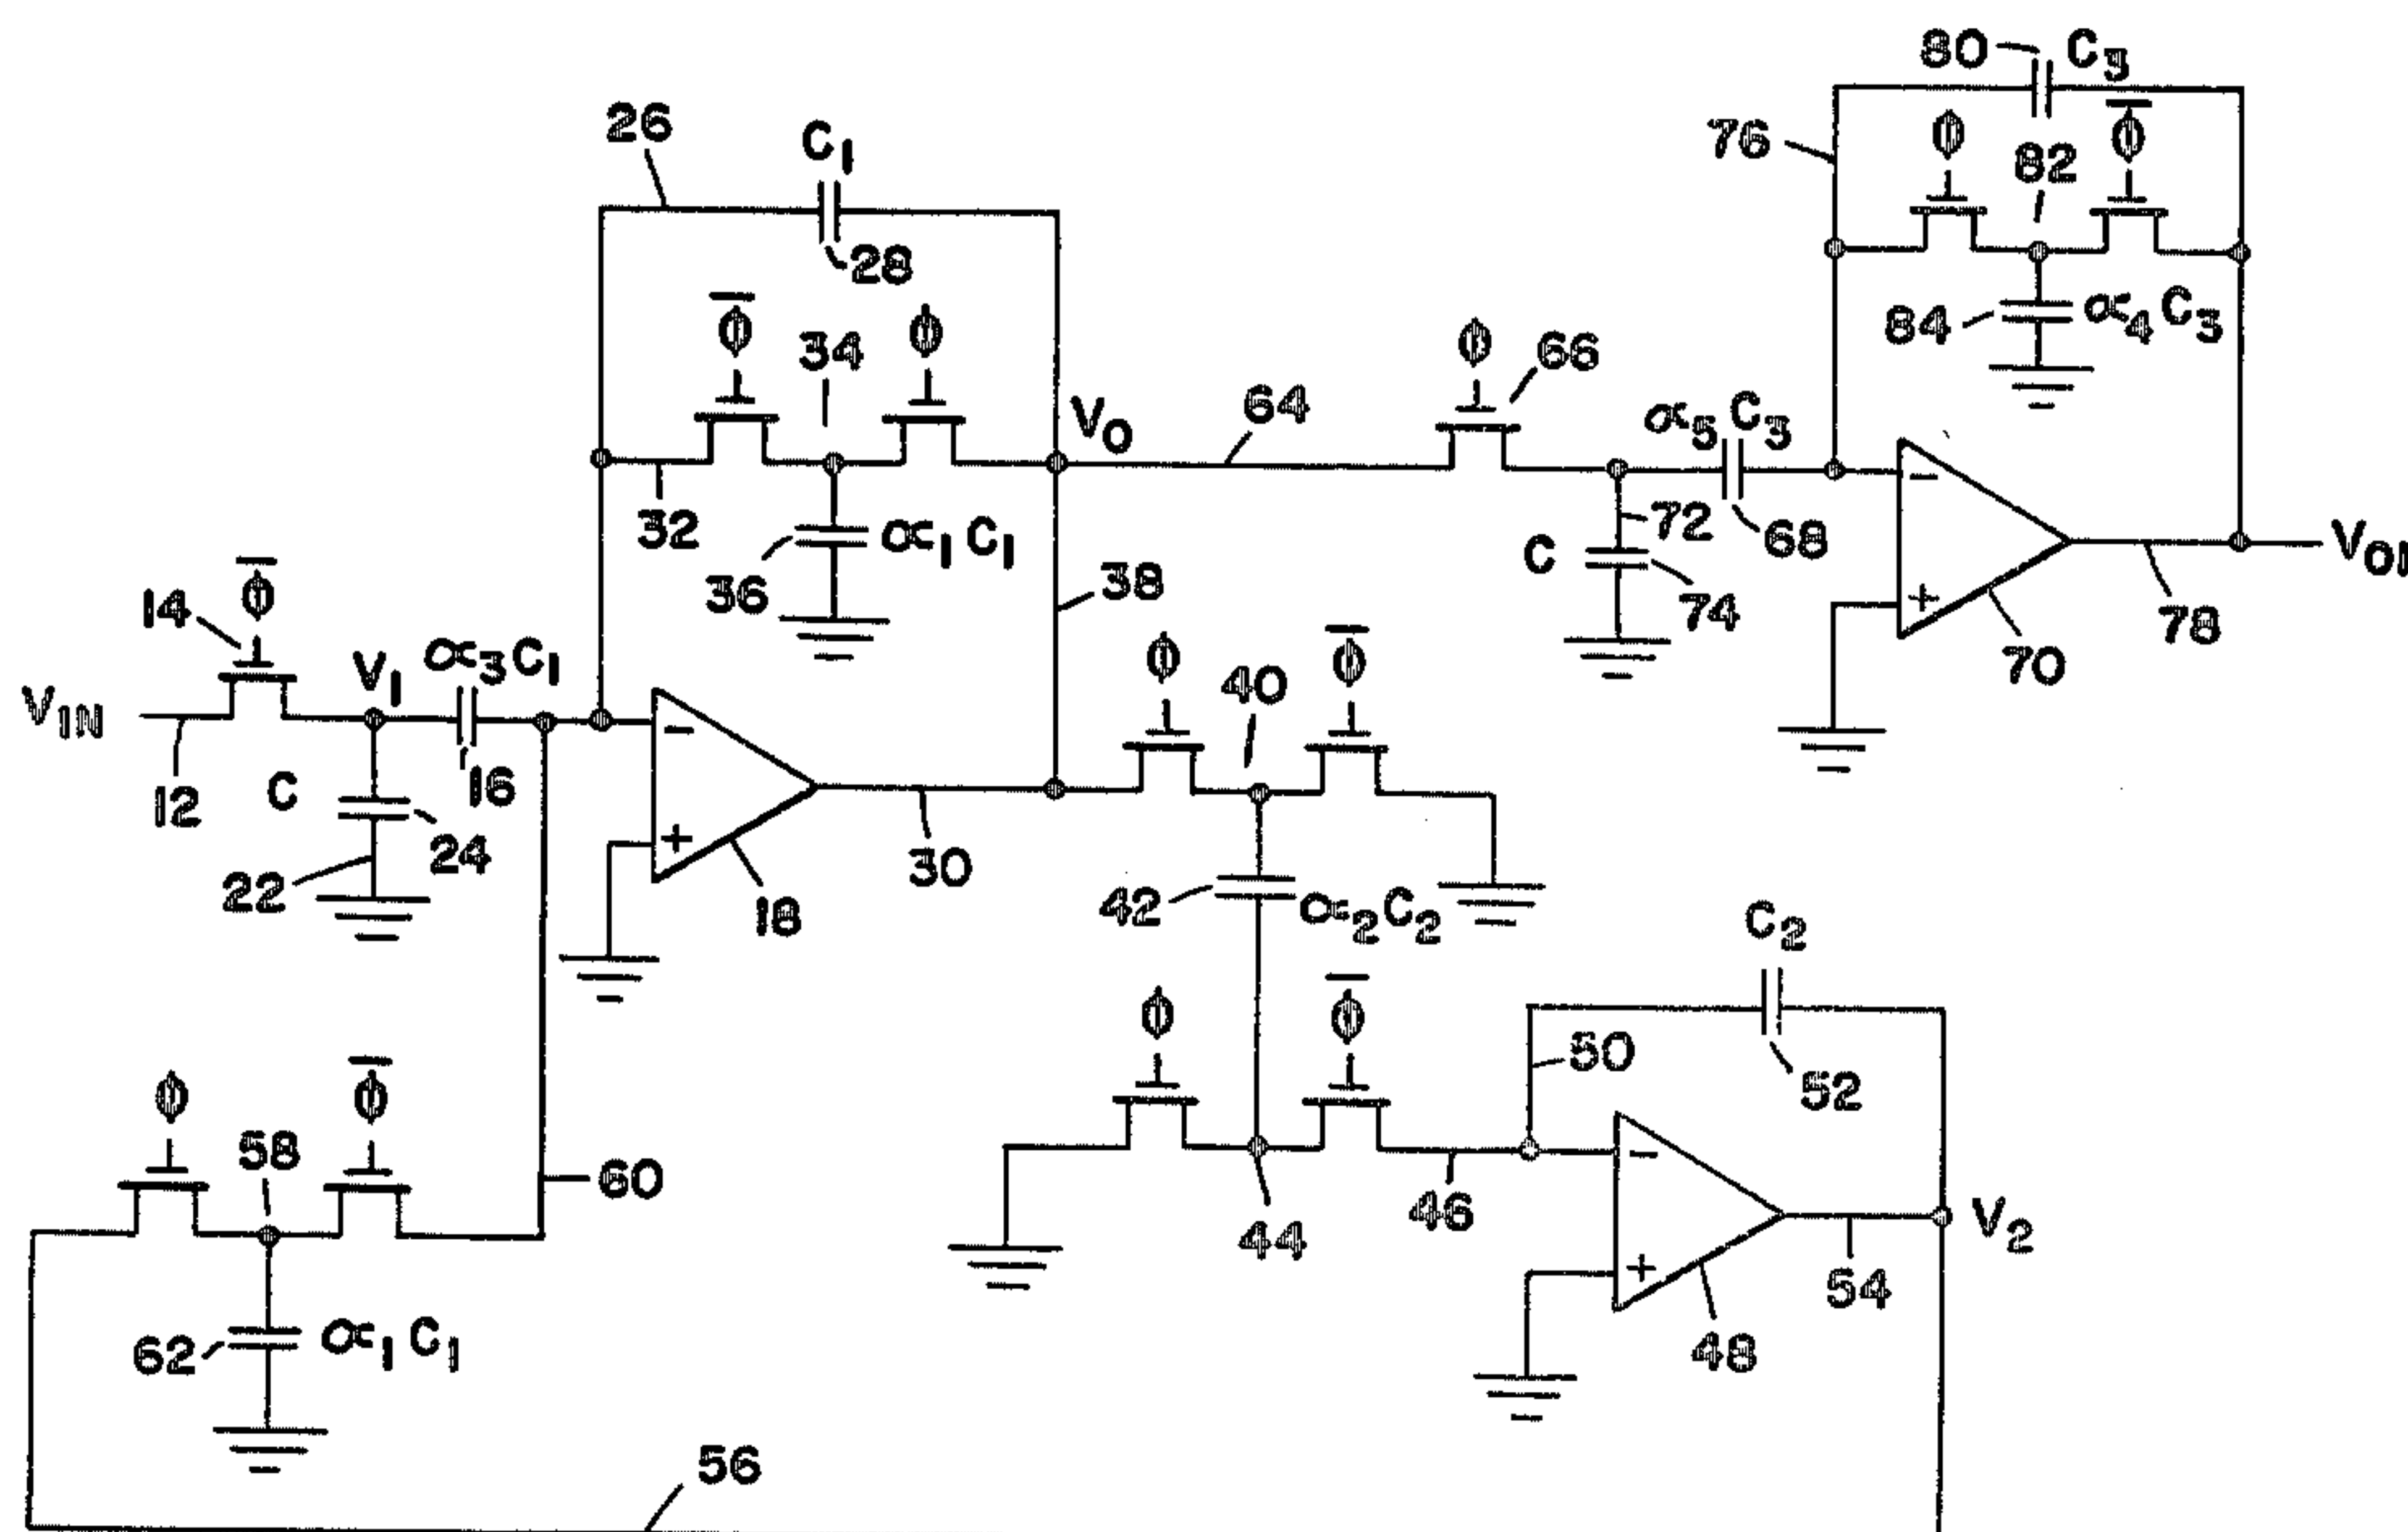 80 C3
Φ Φ̅
76 82
26 C1
28
84 α4C3
Φ̅ 34 Φ
V0 64 Φ 66
α5C3
32 α1C1
36 38
C 72 68
74
V01
78
70
14 Φ̅
V1 α3C1
VIN
12 C 16
24
22
18
30
Φ 40 Φ̅
42 α2C2
C2
Φ Φ̅
50
52
44 46
48
54
V2
Φ Φ̅
58 60
62 α1C1
56
− + − + − +